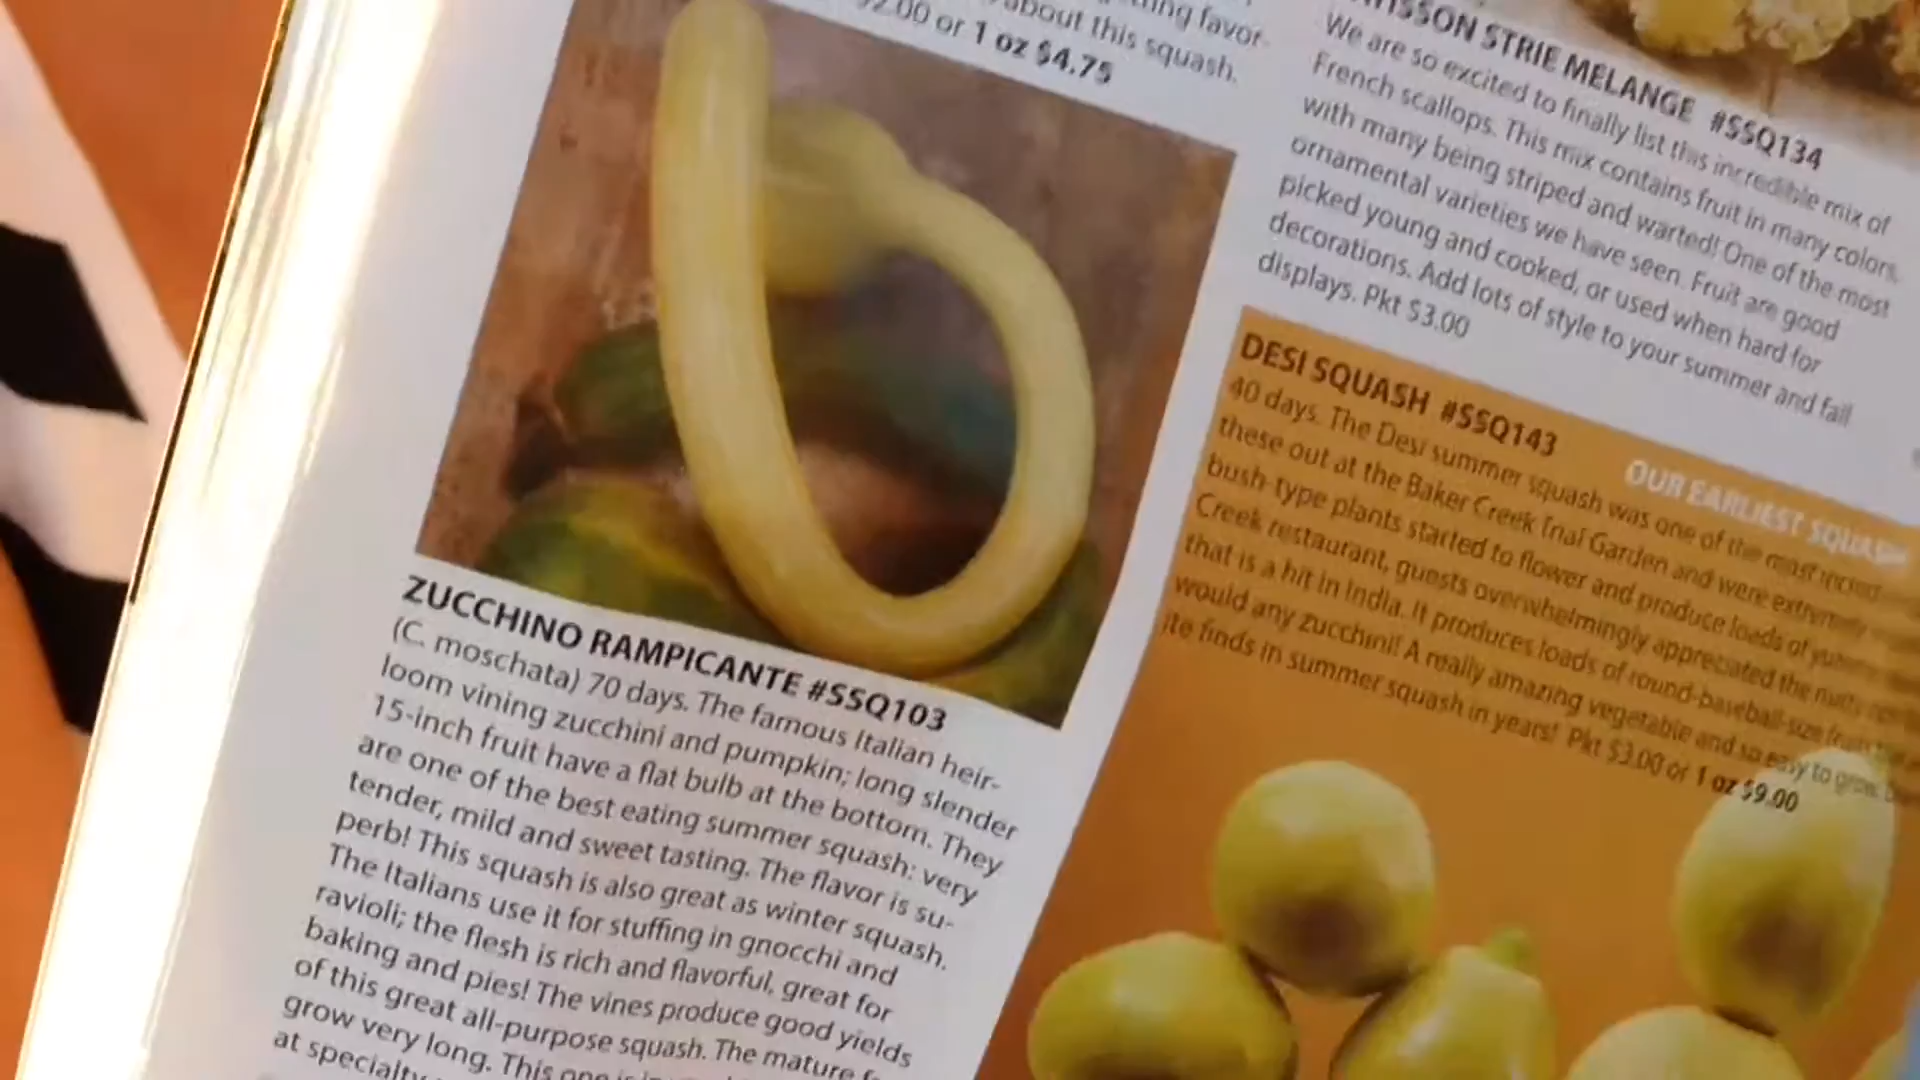 ting favor-
about this squash.
2.00 or 1 oz $4.75
ZUCCHINO RAMPICANTE #SSQ103
(C. moschata) 70 days. The famous Italian heir-
loom vining zucchini and pumpkin; long slender
15-inch fruit have a flat bulb at the bottom. They
are one of the best eating summer squash: very
tender, mild and sweet tasting. The flavor is su-
perb! This squash is also great as winter squash.
The Italians use it for stuffing in gnocchi and
ravioli; the flesh is rich and flavorful, great for
baking and pies! The vines produce good yields
of this great all-purpose squash. The mature
grow very long. This one is
at specialty
STRIE MELANGE #SSQ134
We are so excited to finally list this incredible mix of
French scallops. This mix contains fruit in many colors,
with many being striped and warted! One of the most
ornamental varieties we have seen. Fruit are good
picked young and cooked, or used when hard for
decorations. Add lots of style to your summer and fall
displays. Pkt $3.00
DESI SQUASH #SSQ143
OUR EARLIEST SQUASH
40 days. The Desi summer squash was one of the most
these out at the Baker Creek Trial Garden and were extremely
bush-type plants started to flower and produce loads of
Creek restaurant, guests overwhelmingly appreciated the nutty
that is a hit in India. It produces loads of round-baseball-size fruits
would any zucchini! A really amazing vegetable and so easy to grow.
ite finds in summer squash in years! Pkt $3.00 or 1 oz $9.00